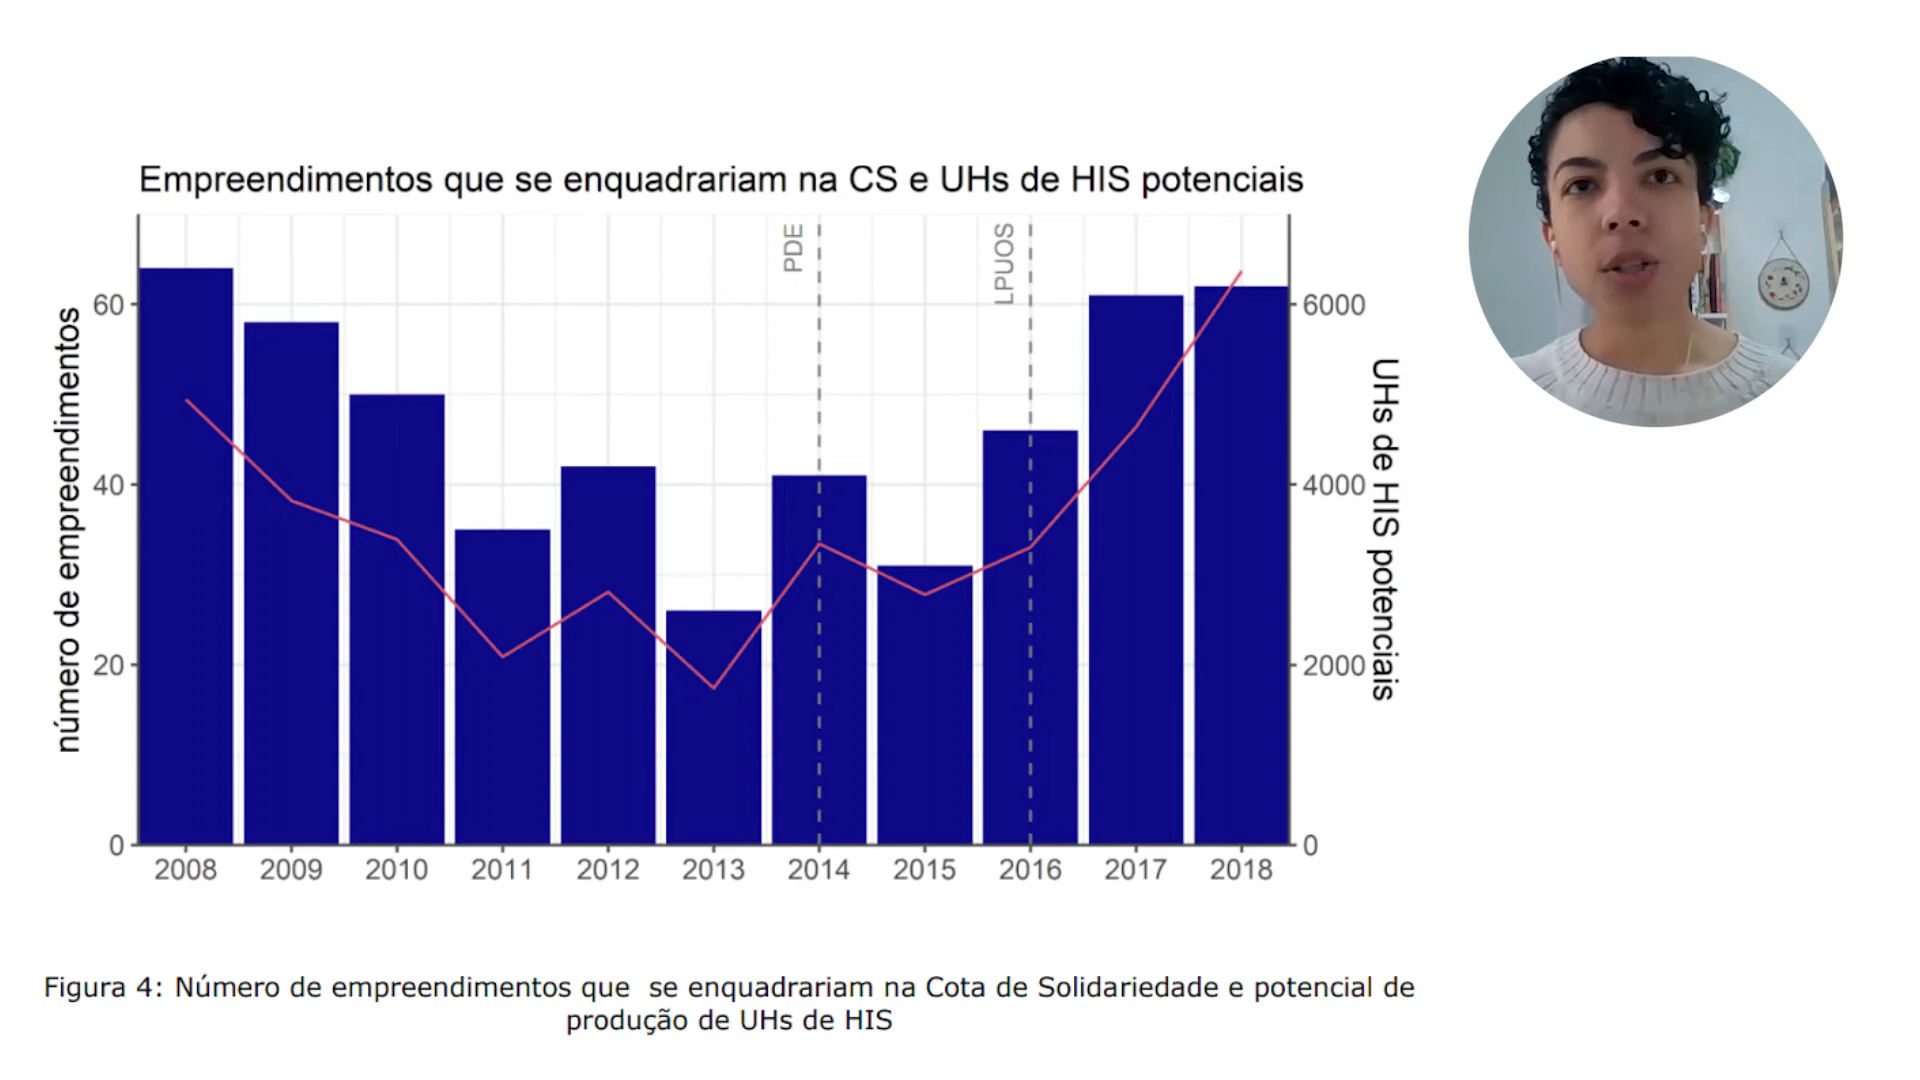 Empreendimentos que se enquadrariam na CS e UHs de HIS potenciais
PDE
LPUOS
número de empreendimentos
60
40
20
0
6000
4000
2000
0
UHs de HIS potenciais
2008 2009 2010 2011 2012 2013 2014 2015 2016 2017 2018
Figura 4: Número de empreendimentos que se enquadrariam na Cota de Solidariedade e potencial de
produção de UHs de HIS